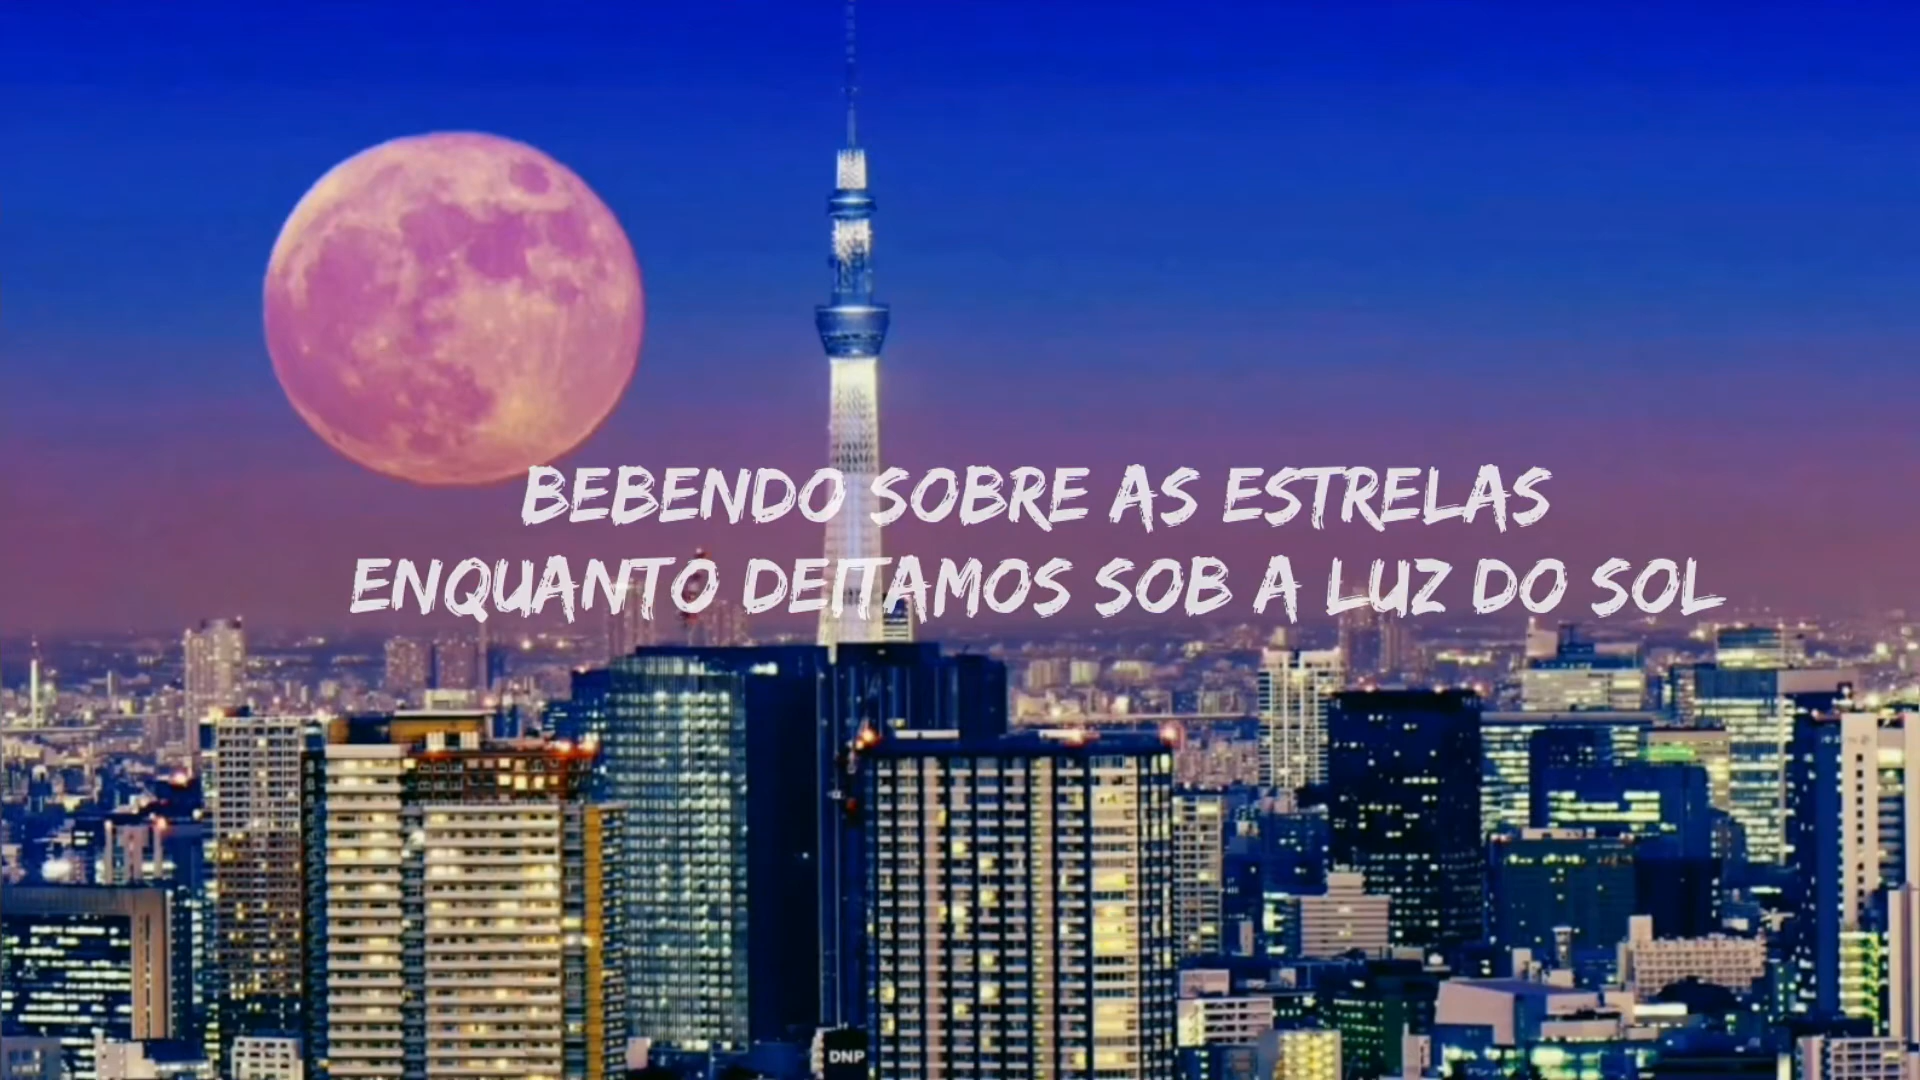 BEBENDO SOBRE AS ESTRELAS
ENQUANTO DEITAMOS SOB A LUZ DO SOL
DNP